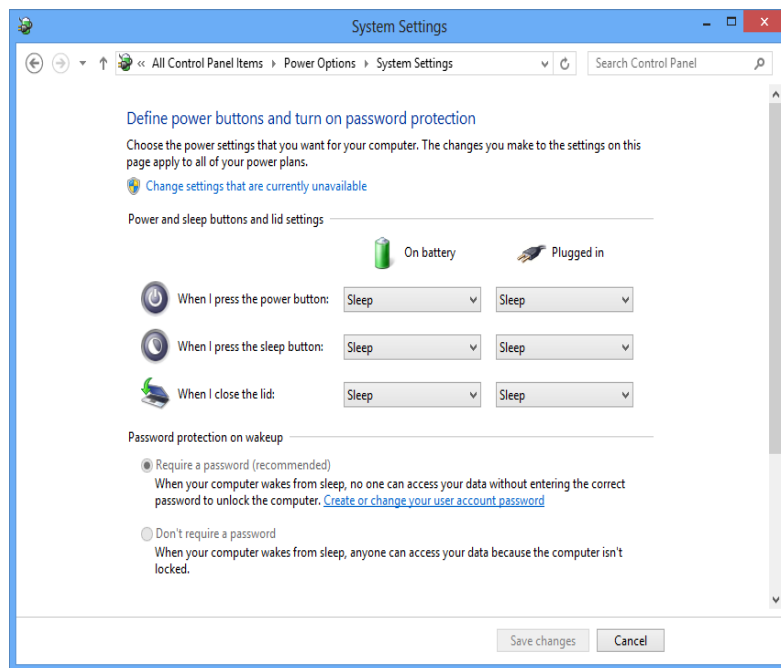 System Settings
« All Control Panel Items Power Options System Settings Search Control Panel
Define power buttons and turn on password protection
Choose the power settings that you want for your computer. The changes you make to the settings on this
page apply to all of your power plans.
Change settings that are currently unavailable
Power and sleep buttons and lid settings
On battery Plugged in
When I press the power button: Sleep Sleep
When I press the sleep button: Sleep Sleep
When I close the lid: Sleep Sleep
Password protection on wakeup
Require a password (recommended)
When your computer wakes from sleep, no one can access your data without entering the correct
password to unlock the computer. Create or change your user account password
Don't require a password
When your computer wakes from sleep, anyone can access your data because the computer isn't
locked.
Save changes Cancel